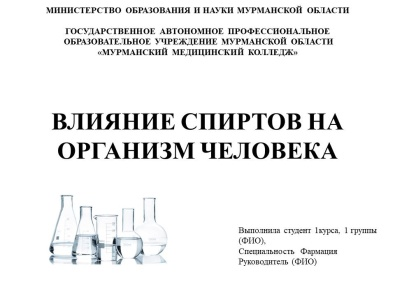 МИНИСТЕРСТВО ОБРАЗОВАНИЯ И НАУКИ МУРМАНСКОЙ ОБЛАСТИ
ГОСУДАРСТВЕННОЕ АВТОНОМНОЕ ПРОФЕССИОНАЛЬНОЕ
ОБРАЗОВАТЕЛЬНОЕ УЧРЕЖДЕНИЕ МУРМАНСКОЙ ОБЛАСТИ
«МУРМАНСКИЙ МЕДИЦИНСКИЙ КОЛЛЕДЖ»
ВЛИЯНИЕ СПИРТОВ НА
ОРГАНИЗМ ЧЕЛОВЕКА
Выполнила студент 1курса, 1 группы
(ФИО),
Специальность Фармация
Руководитель (ФИО)